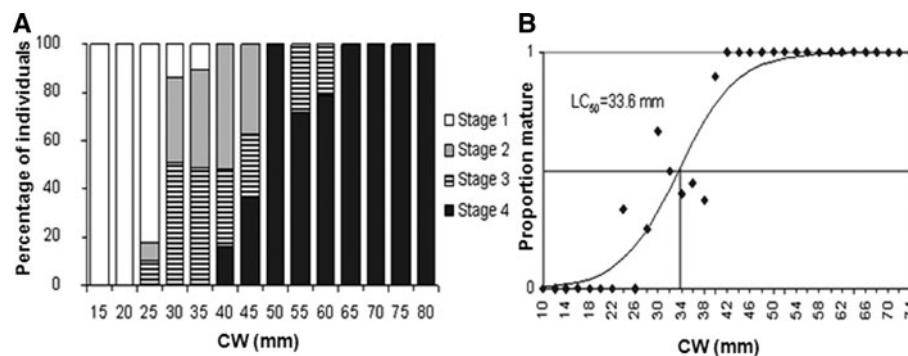 A
Percentage of individuals
100
80
60
40
20
0
15 20 25 30 35 40 45 50 55 60 65 70 75 80
CW (mm)
Stage 1
Stage 2
Stage 3
Stage 4
B
Proportion mature
1
0
LC50=33.6 mm
10 14 18 22 26 30 34 38 42 46 50 54 58 62 66 70 74
CW (mm)